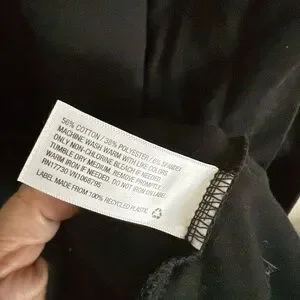 56% COTTON / 38% POLYESTER / 6% SPANDEX
MACHINE WASH WARM WITH LIKE COLORS
ONLY NON-CHLORINE BLEACH IF NEEDED
TUMBLE DRY MEDIUM. REMOVE PROMPTLY
WARM IRON IF NEEDED. DO NOT IRON ON LABEL
RN17730 VN1068795
LABEL MADE FROM 100% RECYCLED PLASTIC